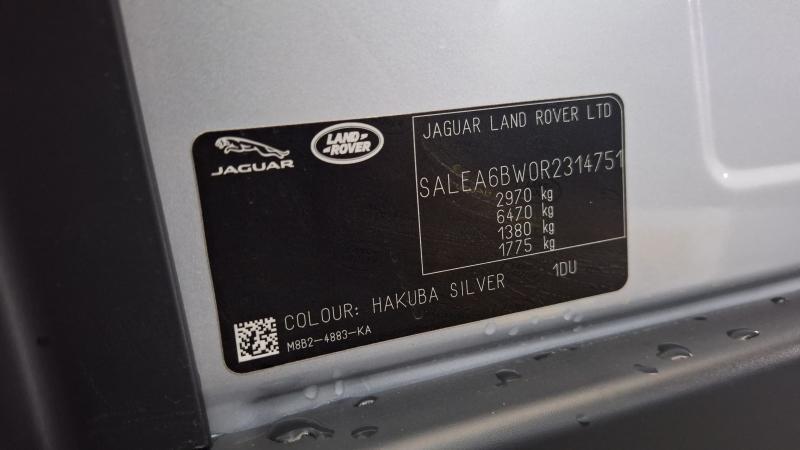 JAGUAR
LAND
ROVER
JAGUAR LAND ROVER LTD
SALEA6BW0R2314751
2970 kg
6470 kg
1380 kg
1775 kg
1DU
COLOUR: HAKUBA SILVER
M8B2-4883-KA